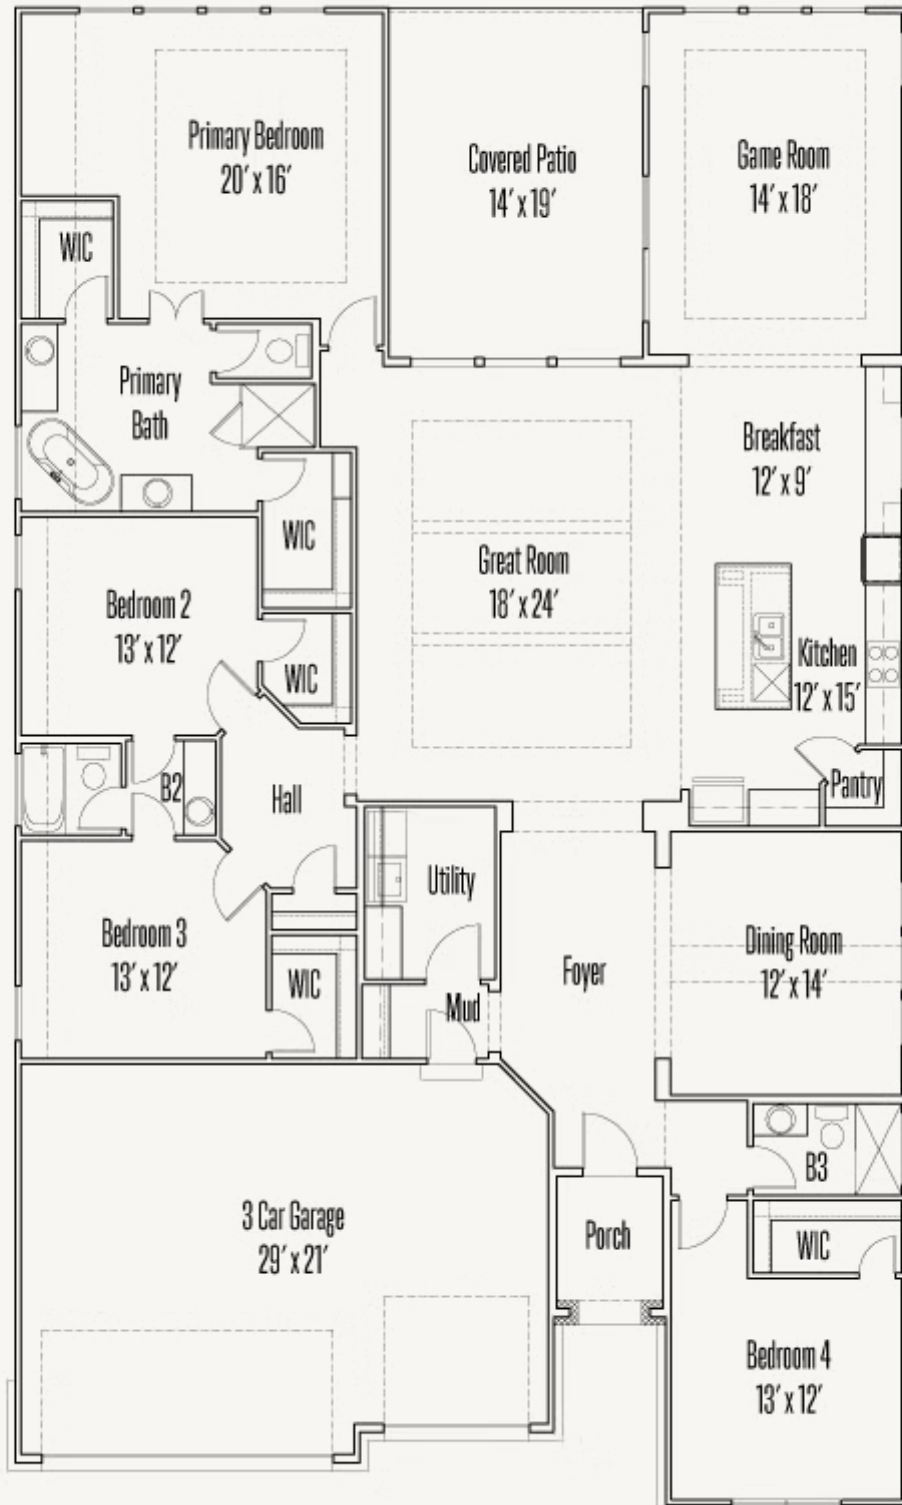 Primary Bedroom
20' x 16'
Covered Patio
14' x 19'
Game Room
14' x 18'
WIC
Primary
Bath
Breakfast
12' x 9'
WIC
Great Room
18' x 24'
Bedroom 2
13' x 12'
WIC
Kitchen
12' x 15'
B2
Hall
Pantry
Utility
Bedroom 3
13' x 12'
WIC
Mud
Foyer
Dining Room
12' x 14'
B3
3 Car Garage
29' x 21'
Porch
WIC
Bedroom 4
13' x 12'